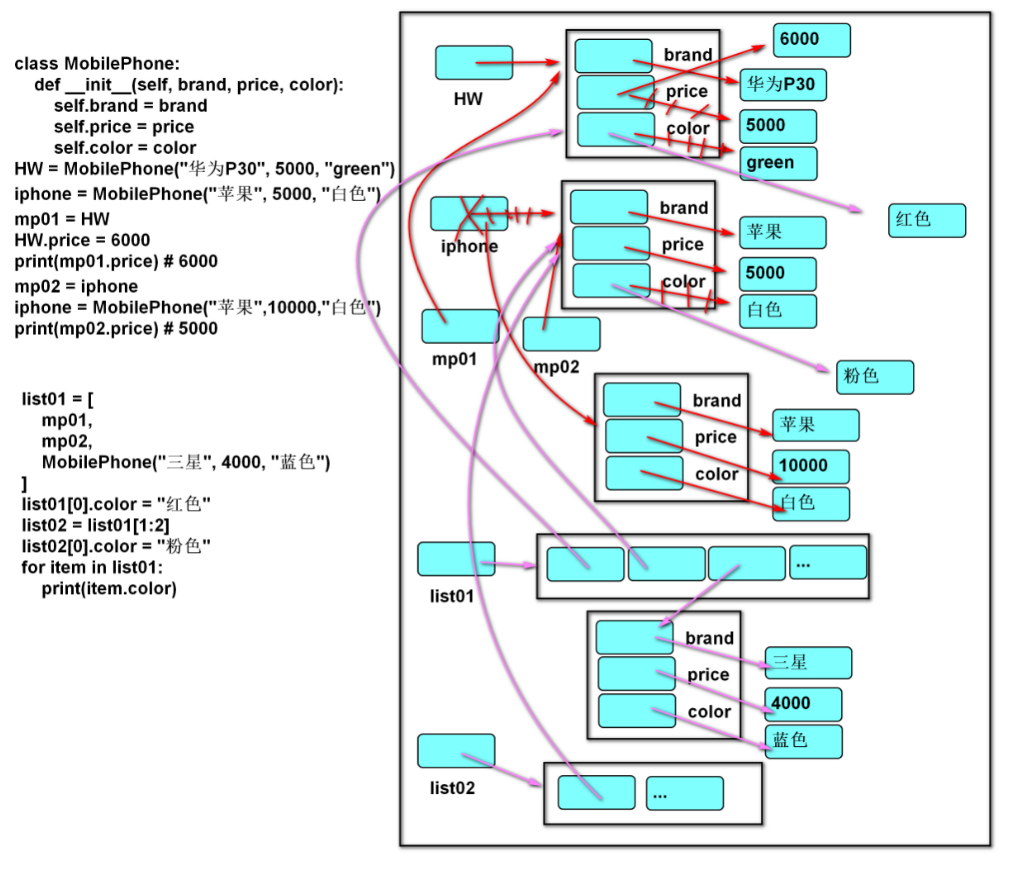 class MobilePhone:
def __init__(self, brand, price, color):
self.brand = brand
self.price = price
self.color = color
HW = MobilePhone("华为P30", 5000, "green")
iphone = MobilePhone("苹果", 5000, "白色")
mp01 = HW
HW.price = 6000
print(mp01.price) # 6000
mp02 = iphone
iphone = MobilePhone("苹果",10000,"白色")
print(mp02.price) # 5000
list01 = [
mp01,
mp02,
MobilePhone("三星", 4000, "蓝色")
]
list01[0].color = "红色"
list02 = list01[1:2]
list02[0].color = "粉色"
for item in list01:
print(item.color)
HW
brand
price
color
6000
华为P30
5000
green
红色
iphone
brand
price
color
苹果
5000
白色
粉色
mp01
mp02
brand
price
color
苹果
10000
白色
list01
...
brand
price
color
三星
4000
蓝色
list02
...